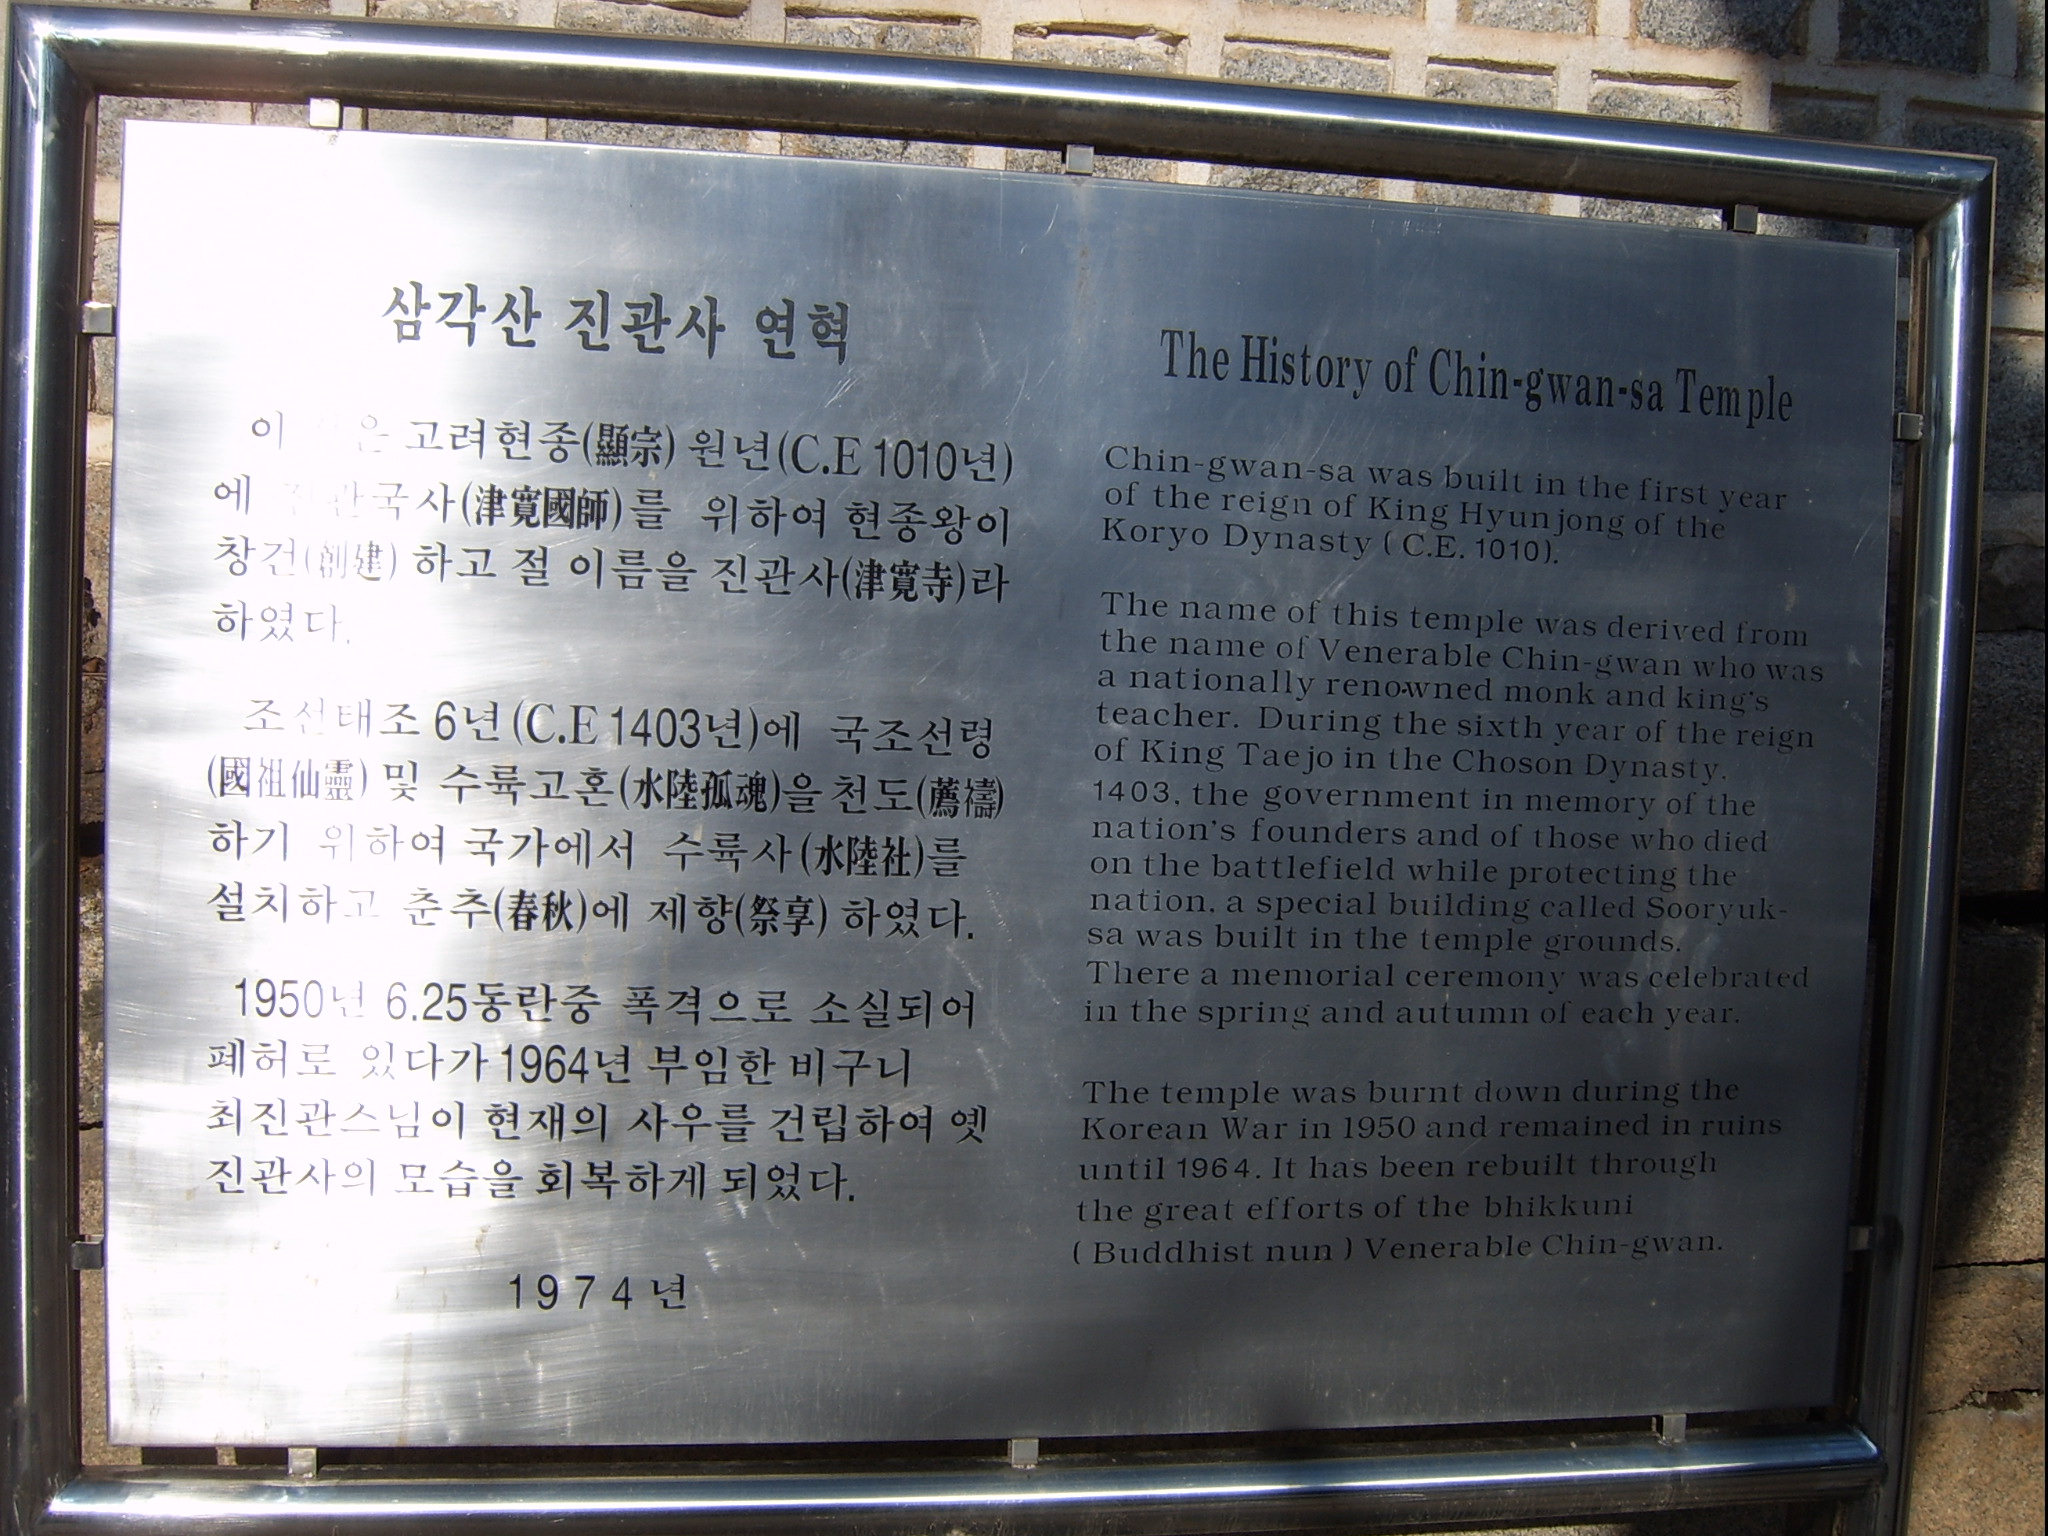 삼각산 진관사 연혁
이 은 고려현종(顯宗) 원년(C.E 1010년)
에 진관국사(津寬國師)를 위하여 현종왕이
창건(創建) 하고 절 이름을 진관사(津寬寺)라
하였다.
조선태조 6년(C.E 1403년)에 국조선령
(國祖仙靈) 및 수륙고혼(水陸孤魂)을 천도(薦禱)
하기 위하여 국가에서 수륙사(水陸社)를
설치하고 춘추(春秋)에 제향(祭享) 하였다.
1950년 6.25동란중 폭격으로 소실되어
폐허로 있다가 1964년 부임한 비구니
최진관스님이 현재의 사우를 건립하여 옛
진관사의 모습을 회복하게 되었다.
1974년
The History of Chin-gwan-sa Temple
Chin-gwan-sa was built in the first year
of the reign of King Hyunjong of the
Koryo Dynasty ( C.E. 1010).
The name of this temple was derived from
the name of Venerable Chin-gwan who was
a nationally renowned monk and king's
teacher. During the sixth year of the reign
of King Taejo in the Choson Dynasty.
1403, the government in memory of the
nation's founders and of those who died
on the battlefield while protecting the
nation, a special building called Sooryuk-
sa was built in the temple grounds.
There a memorial ceremony was celebrated
in the spring and autumn of each year.
The temple was burnt down during the
Korean War in 1950 and remained in ruins
until 1964. It has been rebuilt through
the great efforts of the bhikkuni
( Buddhist nun ) Venerable Chin-gwan.